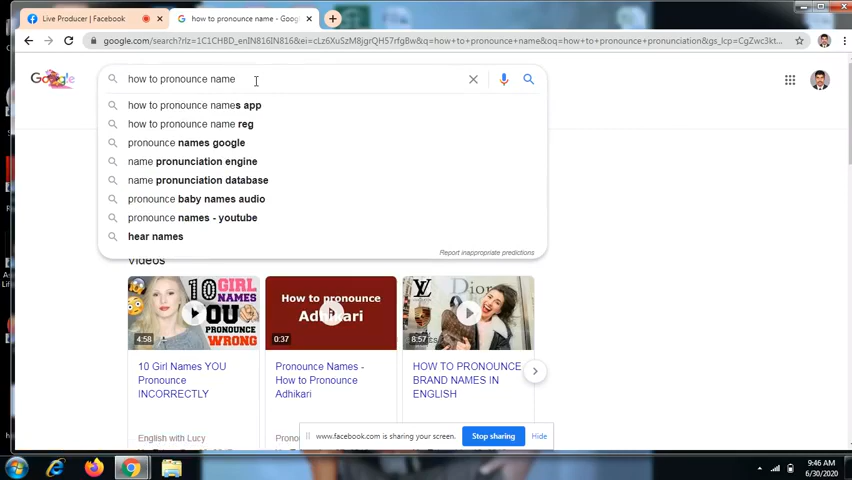 Live Producer | Facebook
how to pronounce name - Goog
google.com/search?rlz=1C1CHBD_enIN816IN816&ei=cLz6XuSzM8jgrQH57rfgBw&q=how+to+pronounce+name&oq=how+to+pronounce+pronunciation&gs_lcp=CgZwc3kt...
Google
how to pronounce name
how to pronounce names app
how to pronounce name reg
pronounce names google
name pronunciation engine
name pronunciation database
pronounce baby names audio
pronounce names - youtube
hear names
Report inappropriate predictions
Videos
10 GIRL
NAMES
YOU
PRONOUNCE
WRONG
4:58
How to pronounce
Adhikari
0:37
LV
Dior
8:57
10 Girl Names YOU
Pronounce
INCORRECTLY
Pronounce Names -
How to Pronounce
Adhikari
HOW TO PRONOUNCE
BRAND NAMES IN
ENGLISH
English with Lucy
www.facebook.com is sharing your screen.
Stop sharing
Hide
9:46 AM
6/30/2020